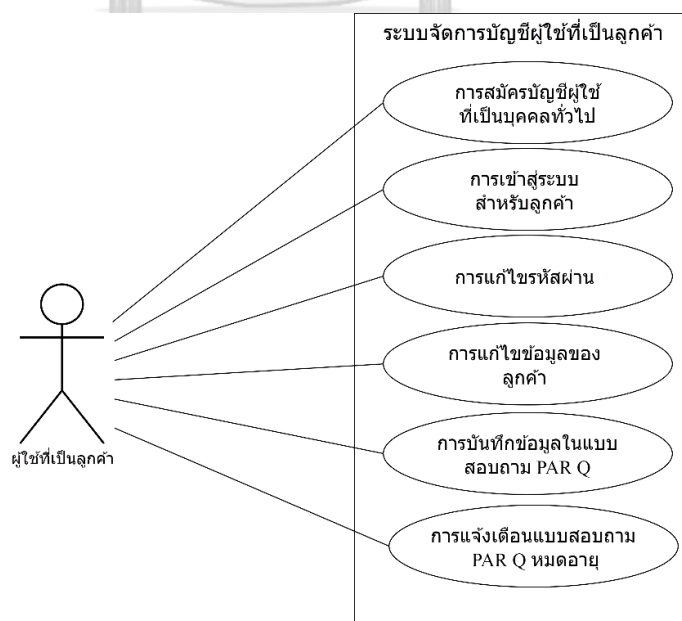 ระบบจัดการบัญชีผู้ใช้ที่เป็นลูกค้า
การสมัครบัญชีผู้ใช้
ที่เป็นบุคคลทั่วไป
การเข้าสู่ระบบ
สำหรับลูกค้า
การแก้ไขรหัสผ่าน
การแก้ไขข้อมูลของ
ลูกค้า
การบันทึกข้อมูลในแบบ
สอบถาม PAR Q
การแจ้งเตือนแบบสอบถาม
PAR Q หมดอายุ
ผู้ใช้ที่เป็นลูกค้า